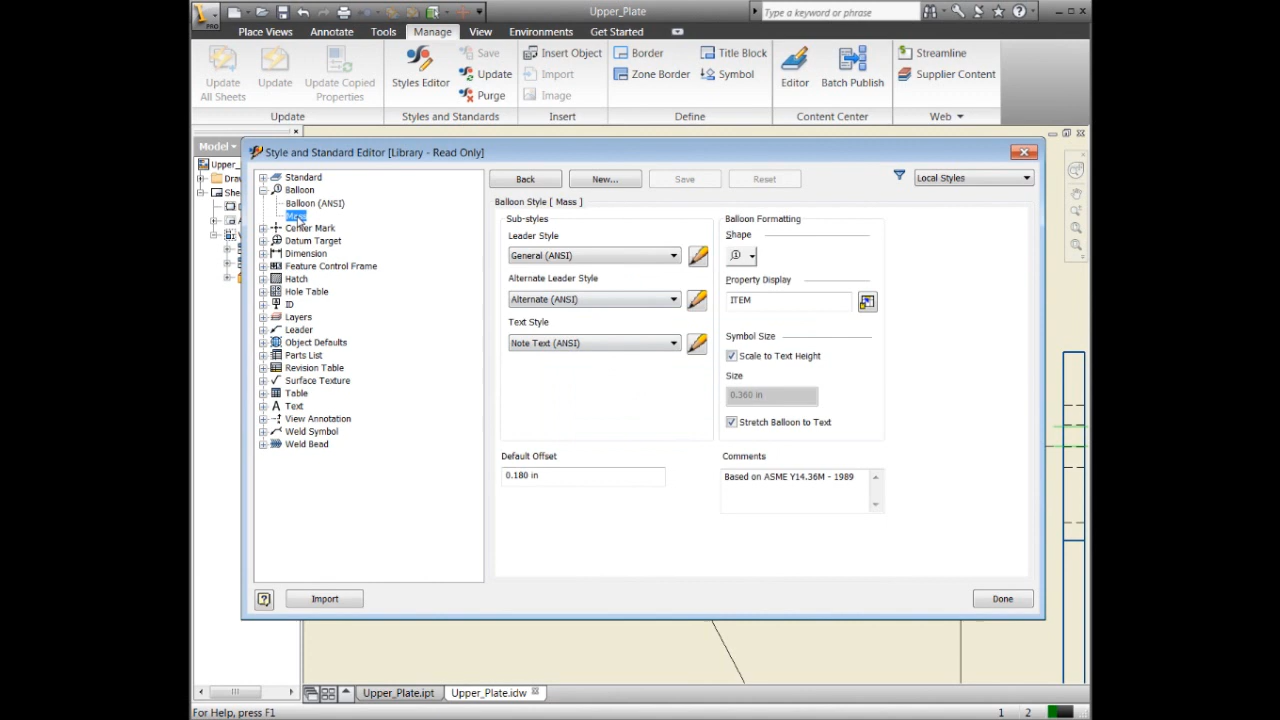 Upper_Plate
Type a keyword or phrase
PRO
Place Views Annotate Tools Manage View Environments Get Started
Update All Sheets
Update
Update Copied Properties
Update
Styles Editor
Save
Update
Purge
Styles and Standards
Insert Object
Import
Image
Insert
Border
Zone Border
Title Block
Symbol
Define
Editor
Batch Publish
Content Center
Streamline
Supplier Content
Web
Model
Upper_
Style and Standard Editor [Library - Read Only]
Standard
Balloon
Balloon (ANSI)
Center Mark
Datum Target
Dimension
Feature Control Frame
Hatch
Hole Table
ID
Layers
Leader
Object Defaults
Parts List
Revision Table
Surface Texture
Table
Text
View Annotation
Weld Symbol
Weld Bead
Back New... Save Reset
Local Styles
Balloon Style [ Mass ]
Sub-styles
Leader Style
General (ANSI)
Alternate Leader Style
Alternate (ANSI)
Text Style
Note Text (ANSI)
Balloon Formatting
Shape
Property Display
ITEM
Symbol Size
Scale to Text Height
Size
0.360 in
Stretch Balloon to Text
Default Offset
0.180 in
Comments
Based on ASME Y14.36M - 1989
Import
Done
Upper_Plate.ipt Upper_Plate.idw
For Help, press F1
1 2